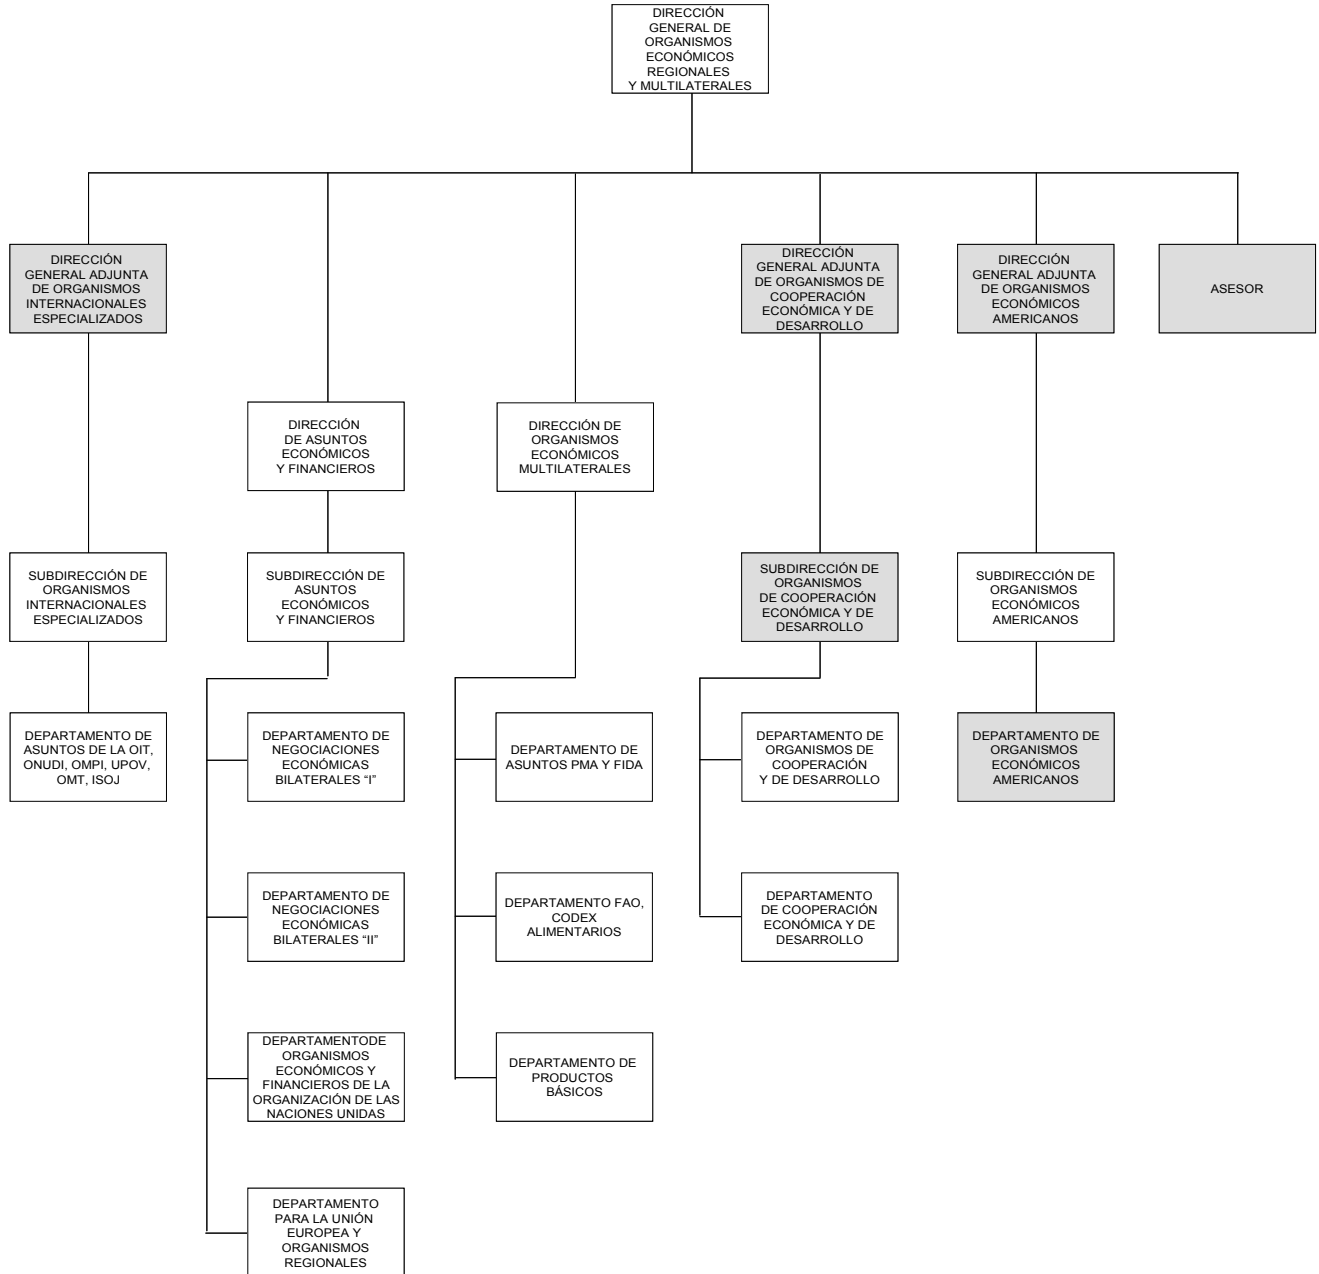 DIRECCIÓN
GENERAL DE
ORGANISMOS
ECONÓMICOS
REGIONALES
Y MULTILATERALES
DIRECCIÓN
GENERAL ADJUNTA
DE ORGANISMOS
INTERNACIONALES
ESPECIALIZADOS
DIRECCIÓN
GENERAL ADJUNTA
DE ORGANISMOS DE
COOPERACIÓN
ECONÓMICA Y DE
DESARROLLO
DIRECCIÓN
GENERAL ADJUNTA
DE ORGANISMOS
ECONÓMICOS
AMERICANOS
ASESOR
DIRECCIÓN
DE ASUNTOS
ECONÓMICOS
Y FINANCIEROS
DIRECCIÓN DE
ORGANISMOS
ECONÓMICOS
MULTILATERALES
SUBDIRECCIÓN DE
ORGANISMOS
INTERNACIONALES
ESPECIALIZADOS
SUBDIRECCIÓN DE
ASUNTOS
ECONÓMICOS
Y FINANCIEROS
SUBDIRECCIÓN DE
ORGANISMOS
DE COOPERACIÓN
ECONÓMICA Y DE
DESARROLLO
SUBDIRECCIÓN DE
ORGANISMOS
ECONÓMICOS
AMERICANOS
DEPARTAMENTO DE
ASUNTOS DE LA OIT,
ONUDI, OMPI, UPOV,
OMT, ISOJ
DEPARTAMENTO DE
NEGOCIACIONES
ECONÓMICAS
BILATERALES “I”
DEPARTAMENTO DE
ASUNTOS PMA Y FIDA
DEPARTAMENTO DE
ORGANISMOS DE
COOPERACIÓN
Y DE DESARROLLO
DEPARTAMENTO DE
ORGANISMOS
ECONÓMICOS
AMERICANOS
DEPARTAMENTO DE
NEGOCIACIONES
ECONÓMICAS
BILATERALES “II”
DEPARTAMENTO FAO,
CODEX
ALIMENTARIOS
DEPARTAMENTO
DE COOPERACIÓN
ECONÓMICA Y DE
DESARROLLO
DEPARTAMENTODE
ORGANISMOS
ECONÓMICOS Y
FINANCIEROS DE LA
ORGANIZACIÓN DE LAS
NACIONES UNIDAS
DEPARTAMENTO DE
PRODUCTOS
BÁSICOS
DEPARTAMENTO
PARA LA UNIÓN
EUROPEA Y
ORGANISMOS
REGIONALES